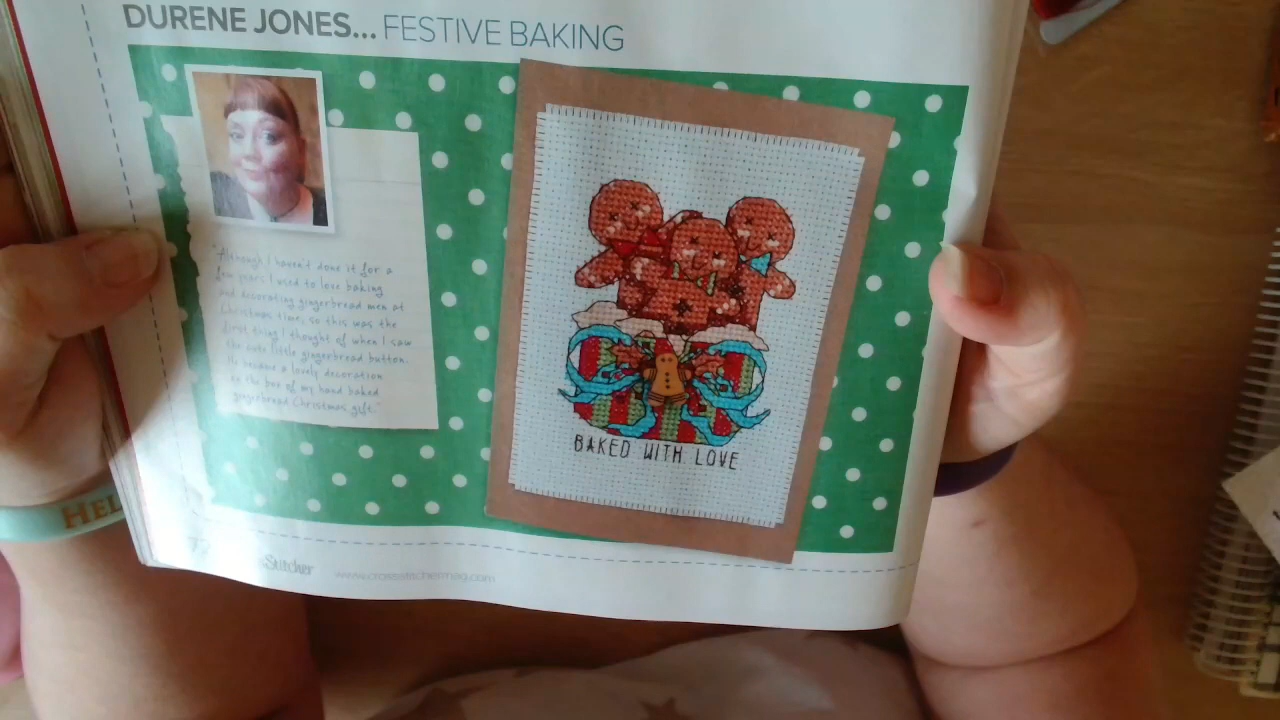 DURENE JONES... FESTIVE BAKING
"Although I haven't done it for a
few years I used to love baking
and decorating gingerbread men at
Christmas time, so this was the
first thing I thought of when I saw
the cute little gingerbread button.
He became a lovely decoration
on the box of my hand baked
gingerbread Christmas gift."
BAKED WITH LOVE
HEL
Stitcher
www.crossstitchermag.com